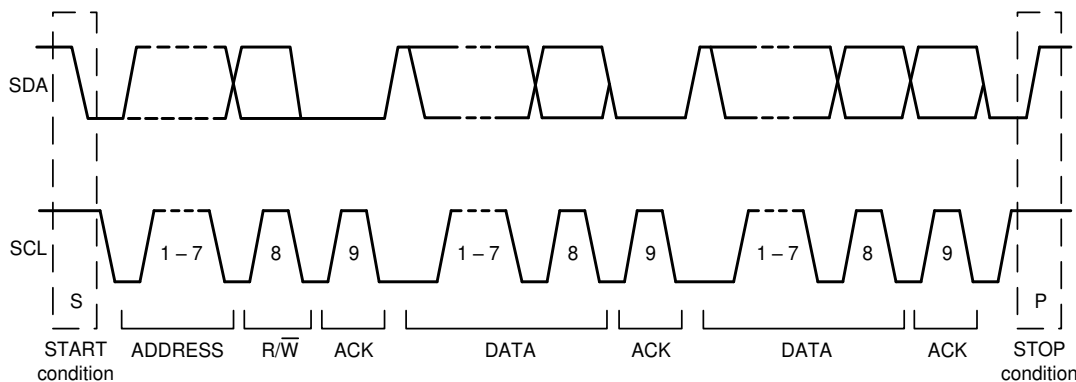 SDA
SCL
1 – 7
8
9
1 – 7
8
9
1 – 7
8
9
S
P
START
condition
ADDRESS
R/W̅
ACK
DATA
ACK
DATA
ACK
STOP
condition